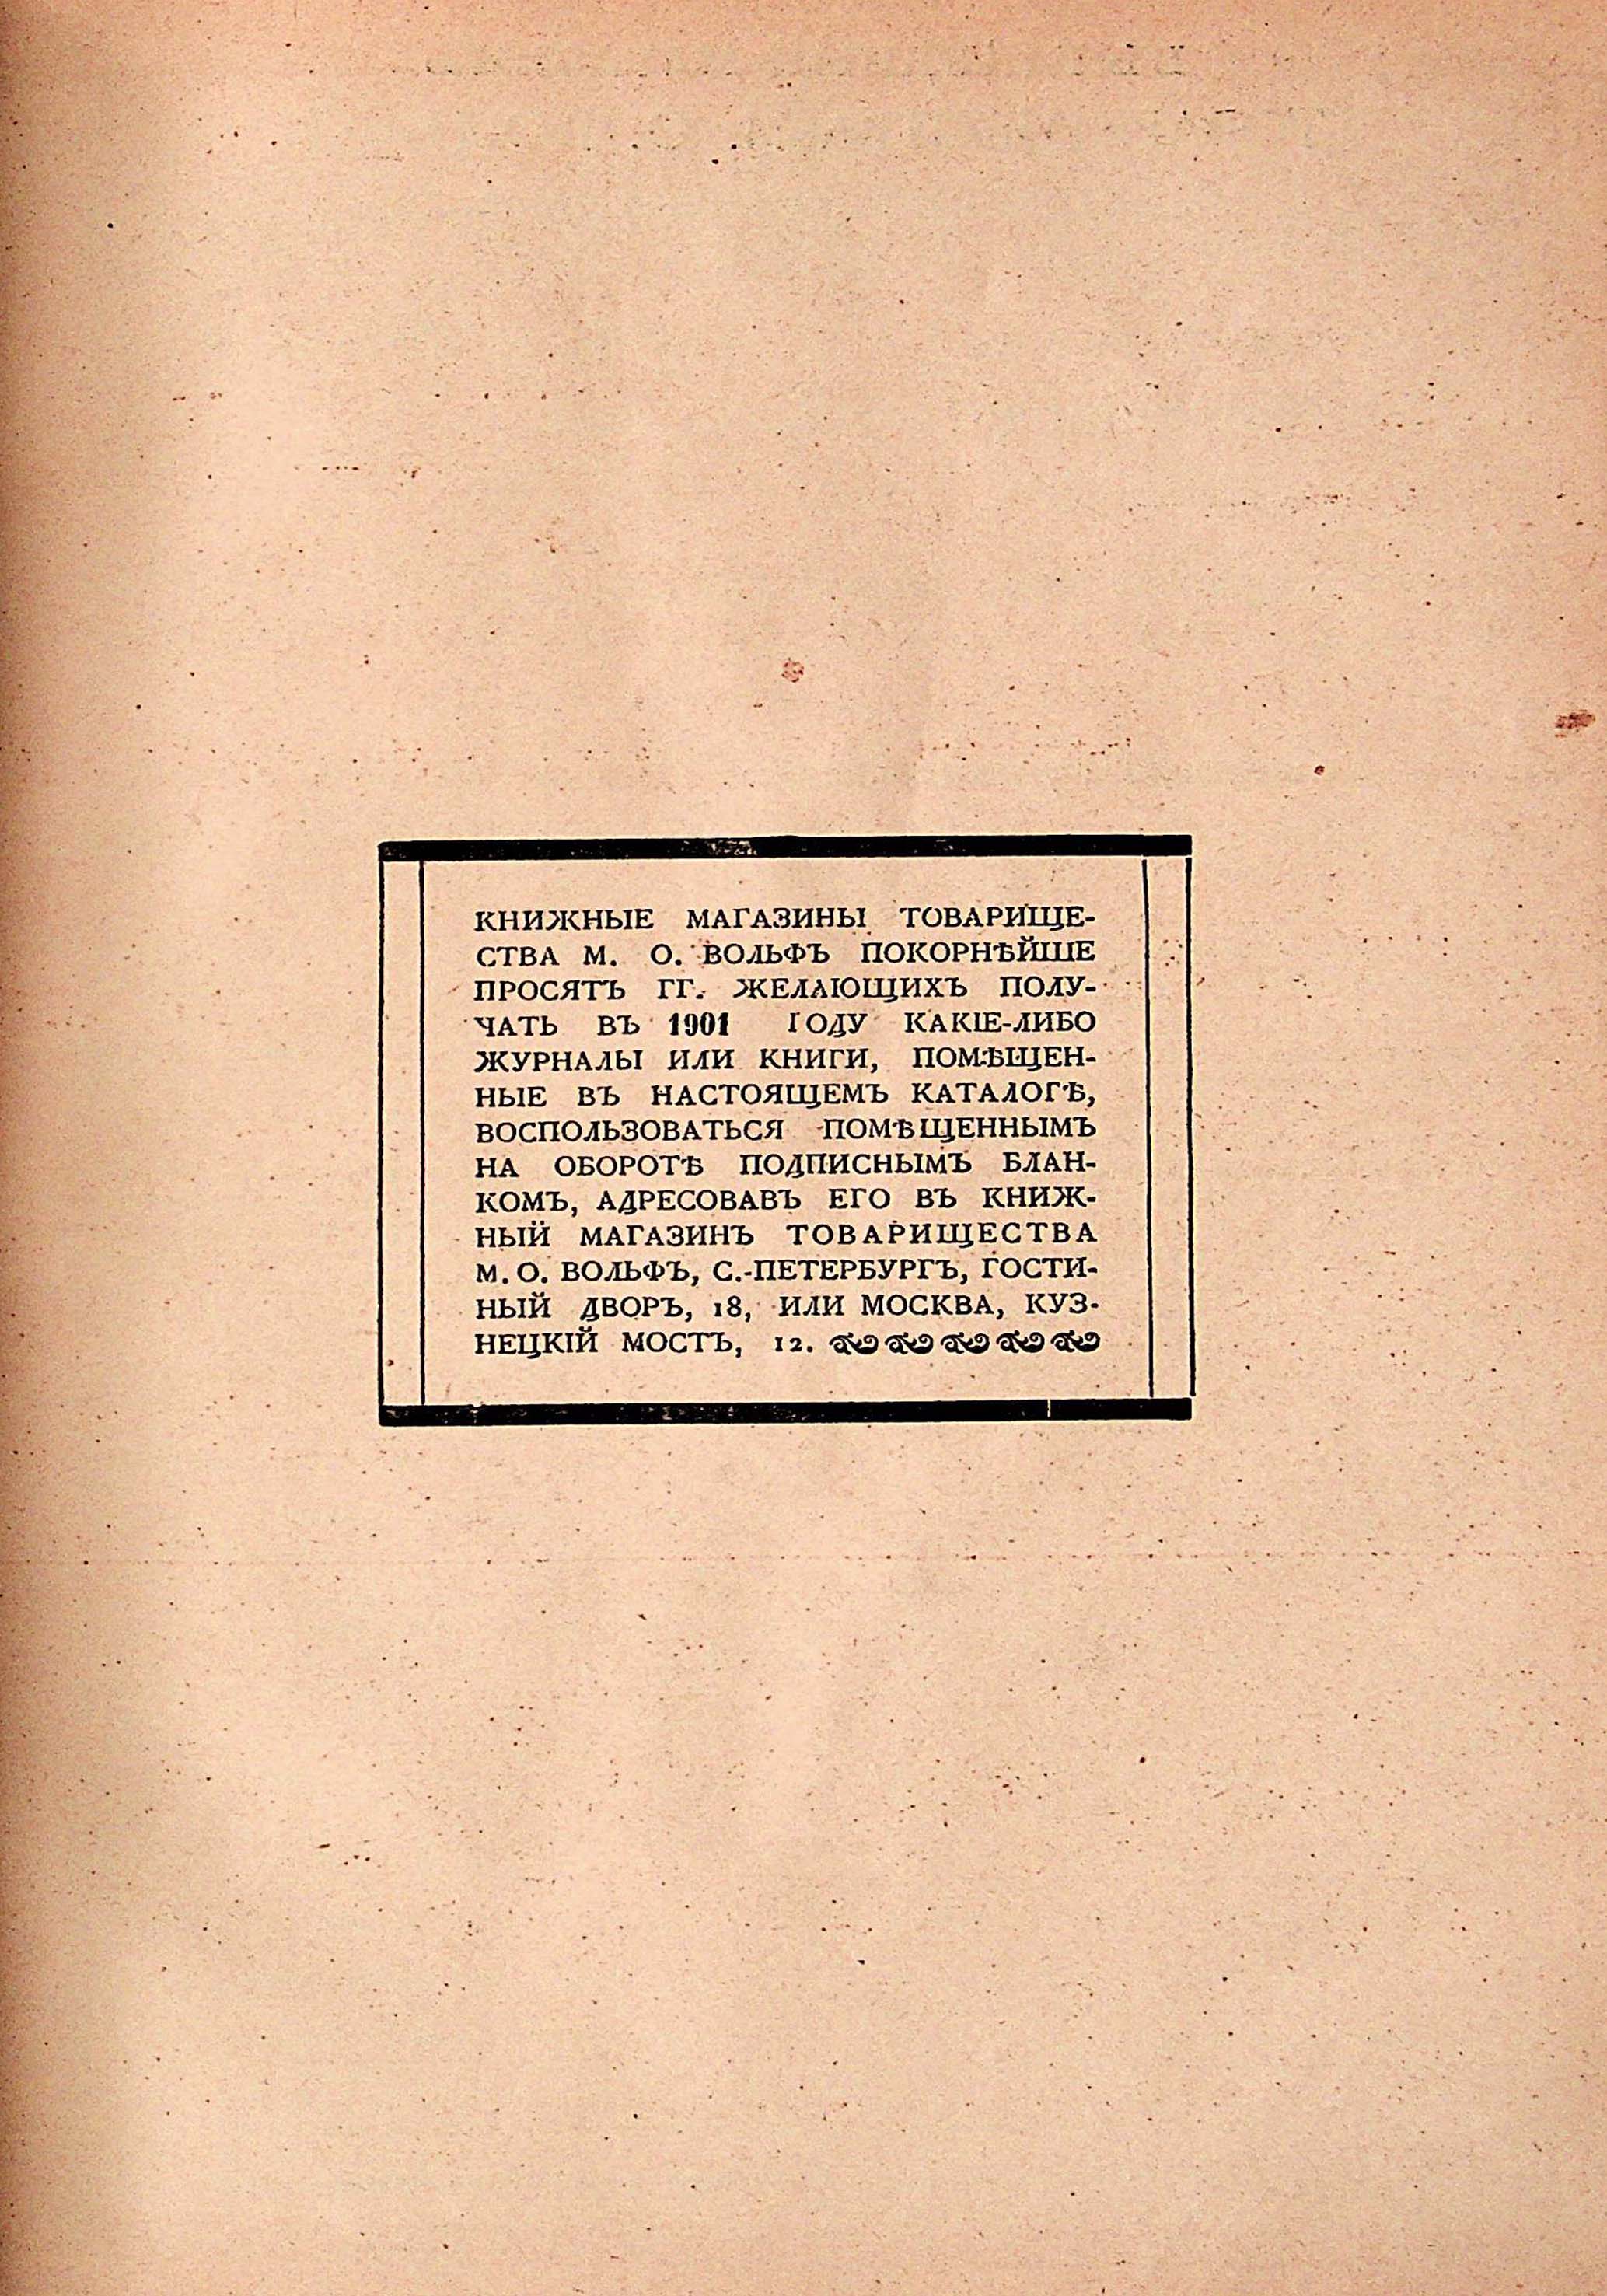 КНИЖНЫЕ МАГАЗИНЫ ТОВАРИЩЕ-
СТВА М. О. ВОЛЬФЪ ПОКОРНѢЙШЕ
ПРОСЯТЪ ГГ. ЖЕЛАЮЩИХЪ ПОЛУ-
ЧАТЬ ВЪ 1901 ГОДУ КАКІЕ-ЛИБО
ЖУРНАЛЫ ИЛИ КНИГИ, ПОМѢЩЕН-
НЫЕ ВЪ НАСТОЯЩЕМЪ КАТАЛОГѢ,
ВОСПОЛЬЗОВАТЬСЯ ПОМѢЩЕННЫМЪ
НА ОБОРОТѢ ПОДПИСНЫМЪ БЛАН-
КОМЪ, АДРЕСОВАВЪ ЕГО ВЪ КНИЖ-
НЫЙ МАГАЗИНЪ ТОВАРИЩЕСТВА
М. О. ВОЛЬФЪ, С.-ПЕТЕРБУРГЪ, ГОСТИ-
НЫЙ ДВОРЪ, 18, ИЛИ МОСКВА, КУЗ-
НЕЦКІЙ МОСТЪ, 12.